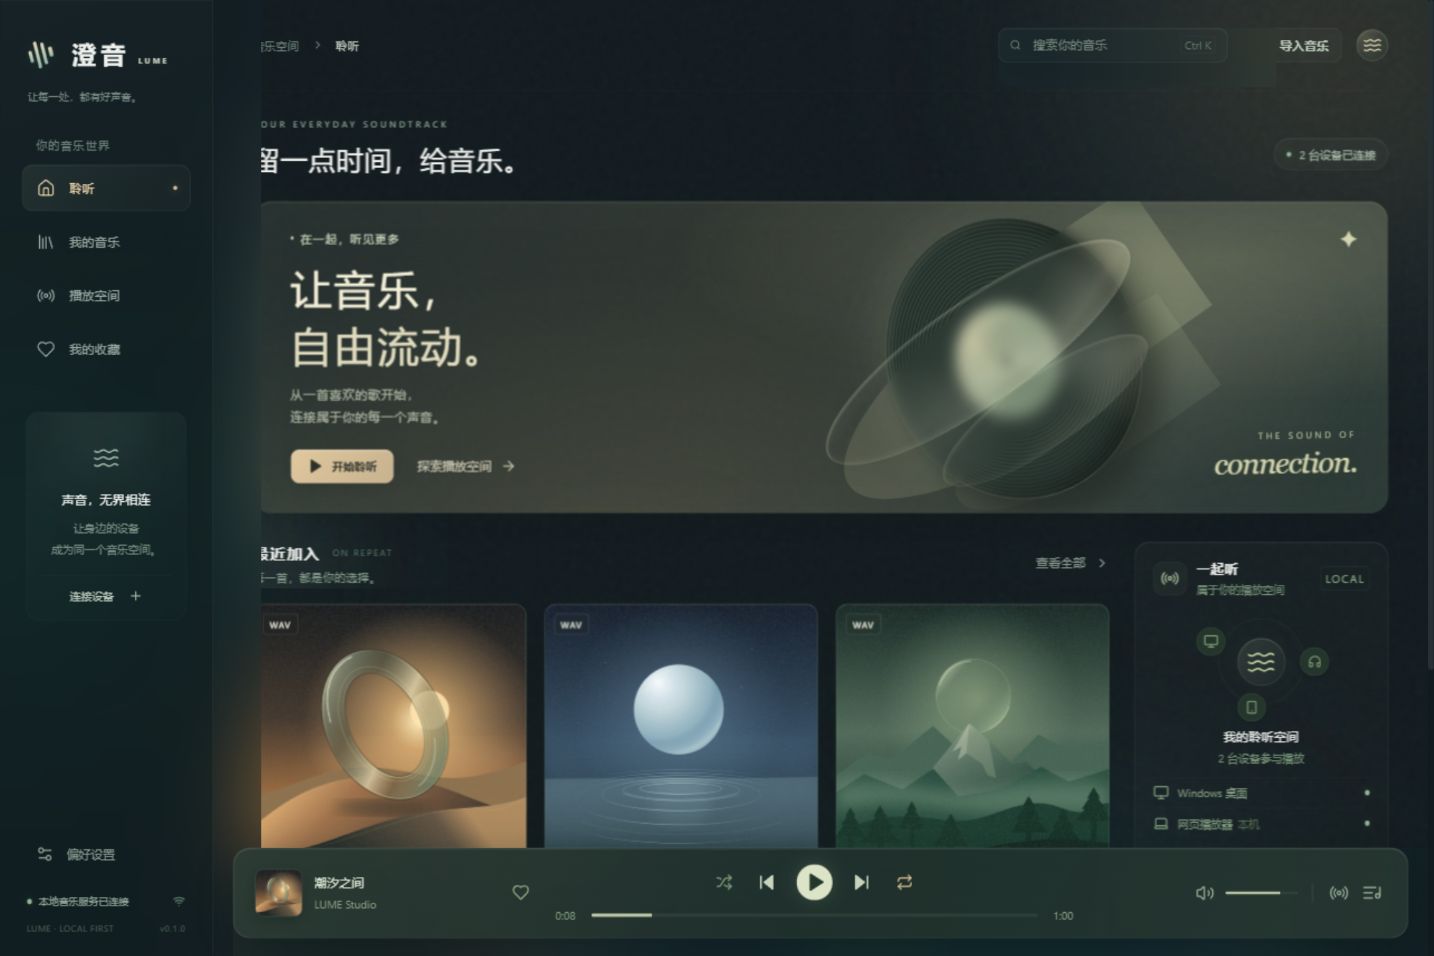 澄音 LUME
让每一处，都有好声音。
你的音乐世界
聆听
我的音乐
播放空间
我的收藏
声音，无界相连
让身边的设备
成为同一个音乐空间。
连接设备 +
偏好设置
本地音乐服务已连接
LUME · LOCAL FIRST v0.1.0
乐空间 > 聆听
搜索你的音乐 Ctrl K
导入音乐
OUR EVERYDAY SOUNDTRACK
留一点时间，给音乐。
2 台设备已连接
在一起，听见更多
让音乐，
自由流动。
从一首喜欢的歌开始，
连接属于你的每一个声音。
开始聆听
探索播放空间 →
THE SOUND OF
connection.
最近加入 ON REPEAT
一首，都是你的选择。
查看全部 >
WAV
WAV
WAV
一起听
属于你的播放空间
LOCAL
我的聆听空间
2 台设备参与播放
Windows 桌面
网页播放器 本机
潮汐之间
LUME Studio
0:08
1:00